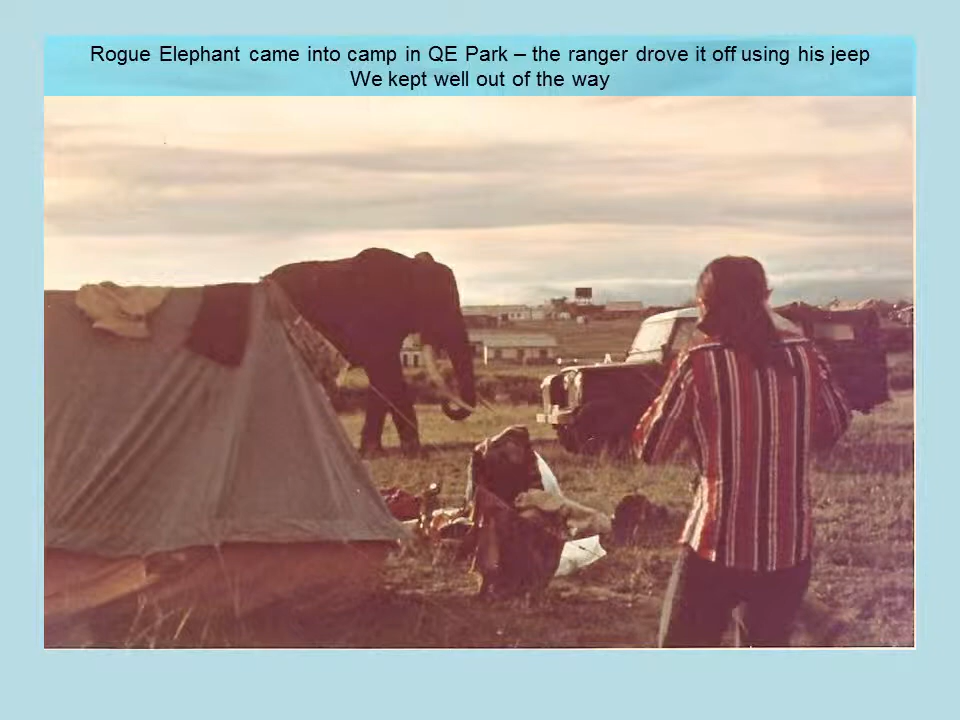 Rogue Elephant came into camp in QE Park – the ranger drove it off using his jeep
We kept well out of the way